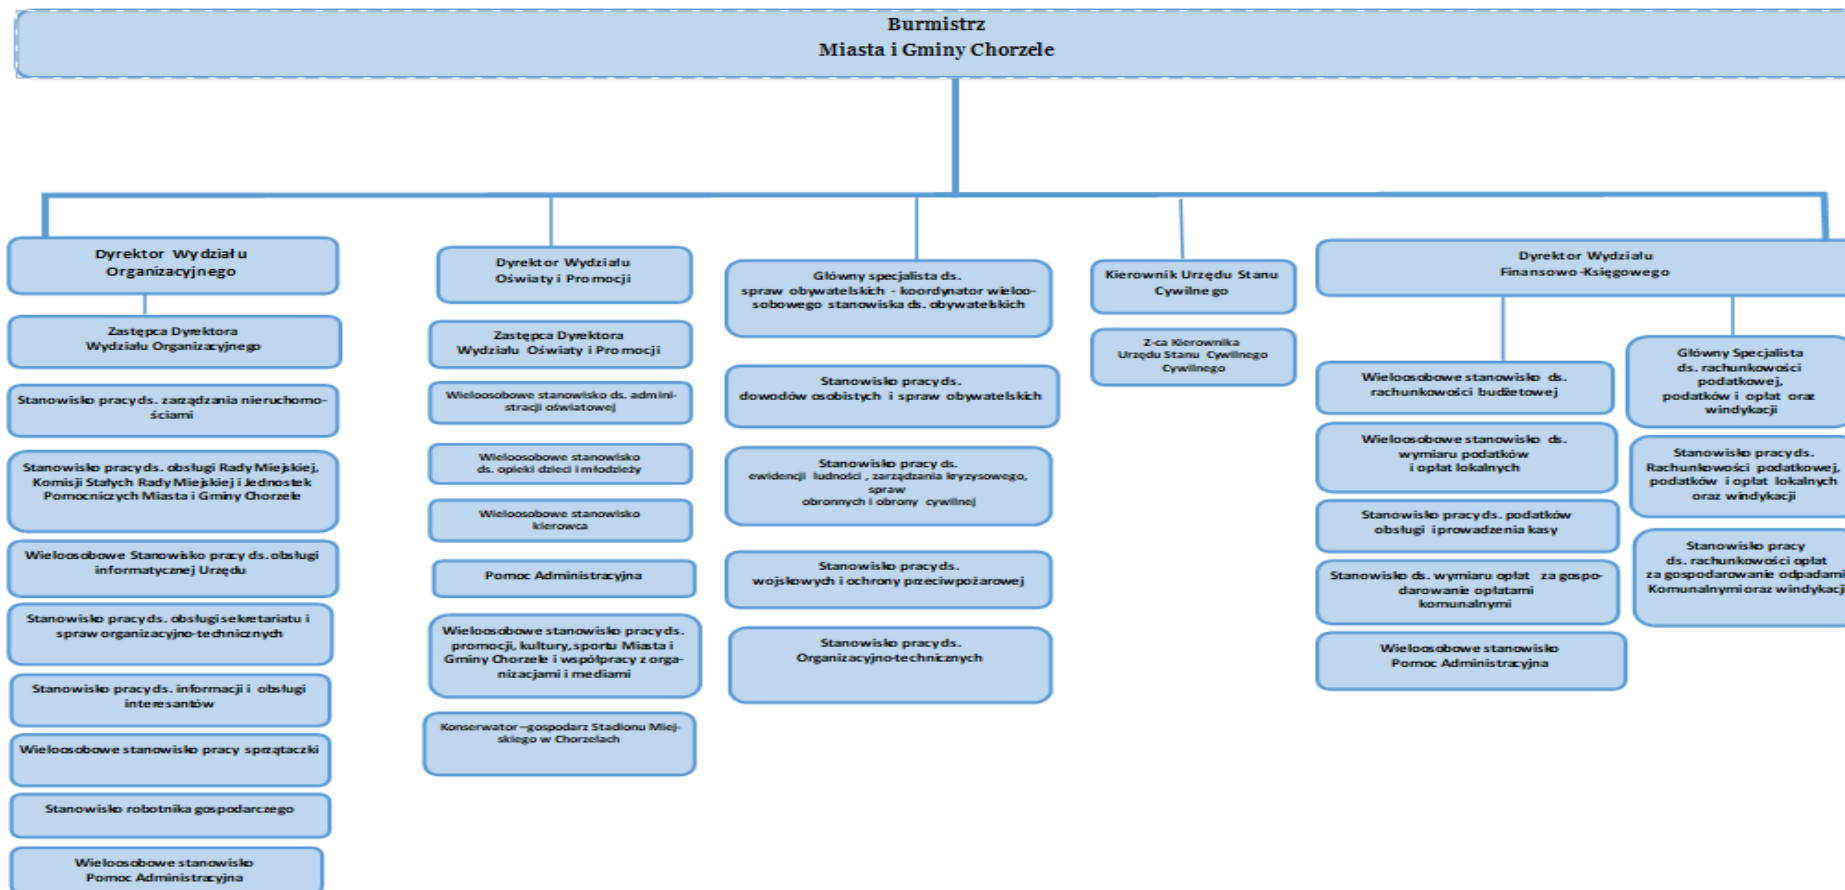 Burmistrz
Miasta i Gminy Chorzele
Dyrektor Wydziału
Organizacyjnego
Zastępca Dyrektora
Wydziału Organizacyjnego
Stanowisko pracy ds. zarządzania nierucho­mo-
ściami
Stanowisko pracy ds. obsługi Rady Miejskiej,
Komisji Stałych Rady Miejskiej i Jednostek
Pomocniczych Miasta i Gminy Chorzele
Wieloosobowe Stanowisko pracy ds. obsługi
informatycznej Urzędu
Stanowisko pracy ds. obsługi sekretariatu i
spraw organizacyjno-technicznych
Stanowisko pracy ds. informacji i obsługi
interesantów
Wieloosobowe stanowisko pracy sprzątaczki
Stanowisko robotnika gospodarczego
Wieloosobowe stanowisko
Pomoc Administracyjna
Dyrektor Wydziału
Oświaty i Promocji
Zastępca Dyrektora
Wydziału Oświaty i Promocji
Wieloosobowe stanowisko ds. admini-
stracji oświatowej
Wieloosobowe stanowisko
ds. opieki dzieci i młodzieży
Wieloosobowe stanowisko
kierowca
Pomoc Administracyjna
Wieloosobowe stanowisko pracy ds.
promocji, kultury, sportu Miasta i
Gminy Chorzele i współpracy z orga-
nizacjami i mediami
Konserwator –gospodarz Stadionu Miej-
skiego w Chorzelach
Główny specjalista ds.
spraw obywatelskich - koordynator wieloo-
sobowego stanowiska ds. obywatelskich
Stanowisko pracy ds.
dowodów osobistych i spraw obywatelskich
Stanowisko pracy ds.
ewidencji ludności , zarządzania kryzysowego,
spraw
obronnych i obrony cywilnej
Stanowisko pracy ds.
wojskowych i ochrony przeciwpożarowej
Stanowisko pracy ds.
Organizacyjno-technicznych
Kierownik Urzędu Stanu
Cywilnego
Z-ca Kierownika
Urzędu Stanu Cywilnego
Cywilnego
Dyrektor Wydziału
Finansowo -Księgowego
Wieloosobowe stanowisko ds.
rachunkowości budżetowej
Wieloosobowe stanowisko ds.
wymiaru podatków
i opłat lokalnych
Stanowisko pracy ds. podatków
obsługi i prowadzenia kasy
Stanowisko ds. wymiaru opłat za gospo-
darowanie opłatami
komunalnymi
Wieloosobowe stanowisko
Pomoc Administracyjna
Główny Specjalista
ds. rachunkowości
podatkowej,
podatków i opłat oraz
windykacji
Stanowisko pracy ds.
Rachunkowości podatkowej,
podatków i opłat lokalnych
oraz windykacji
Stanowisko pracy
ds. rachunkowości opłat
za gospodarowanie odpadami
Komunalnymi oraz windykacji